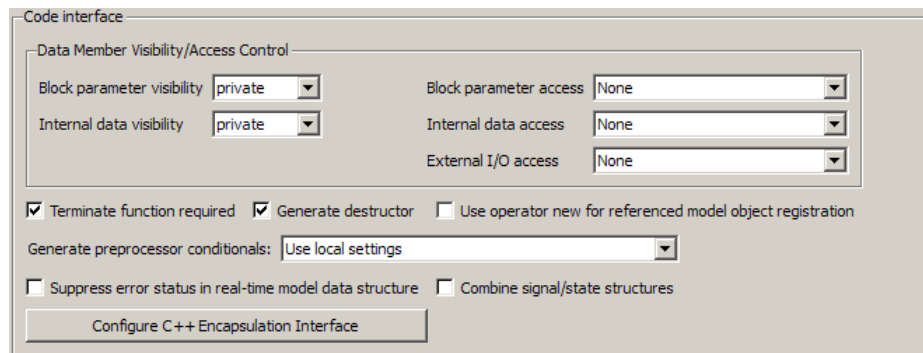 Code interface
Data Member Visibility/Access Control
Block parameter visibility private Block parameter access None
Internal data visibility private Internal data access None
External I/O access None
Terminate function required Generate destructor Use operator new for referenced model object registration
Generate preprocessor conditionals: Use local settings
Suppress error status in real-time model data structure Combine signal/state structures
Configure C++ Encapsulation Interface